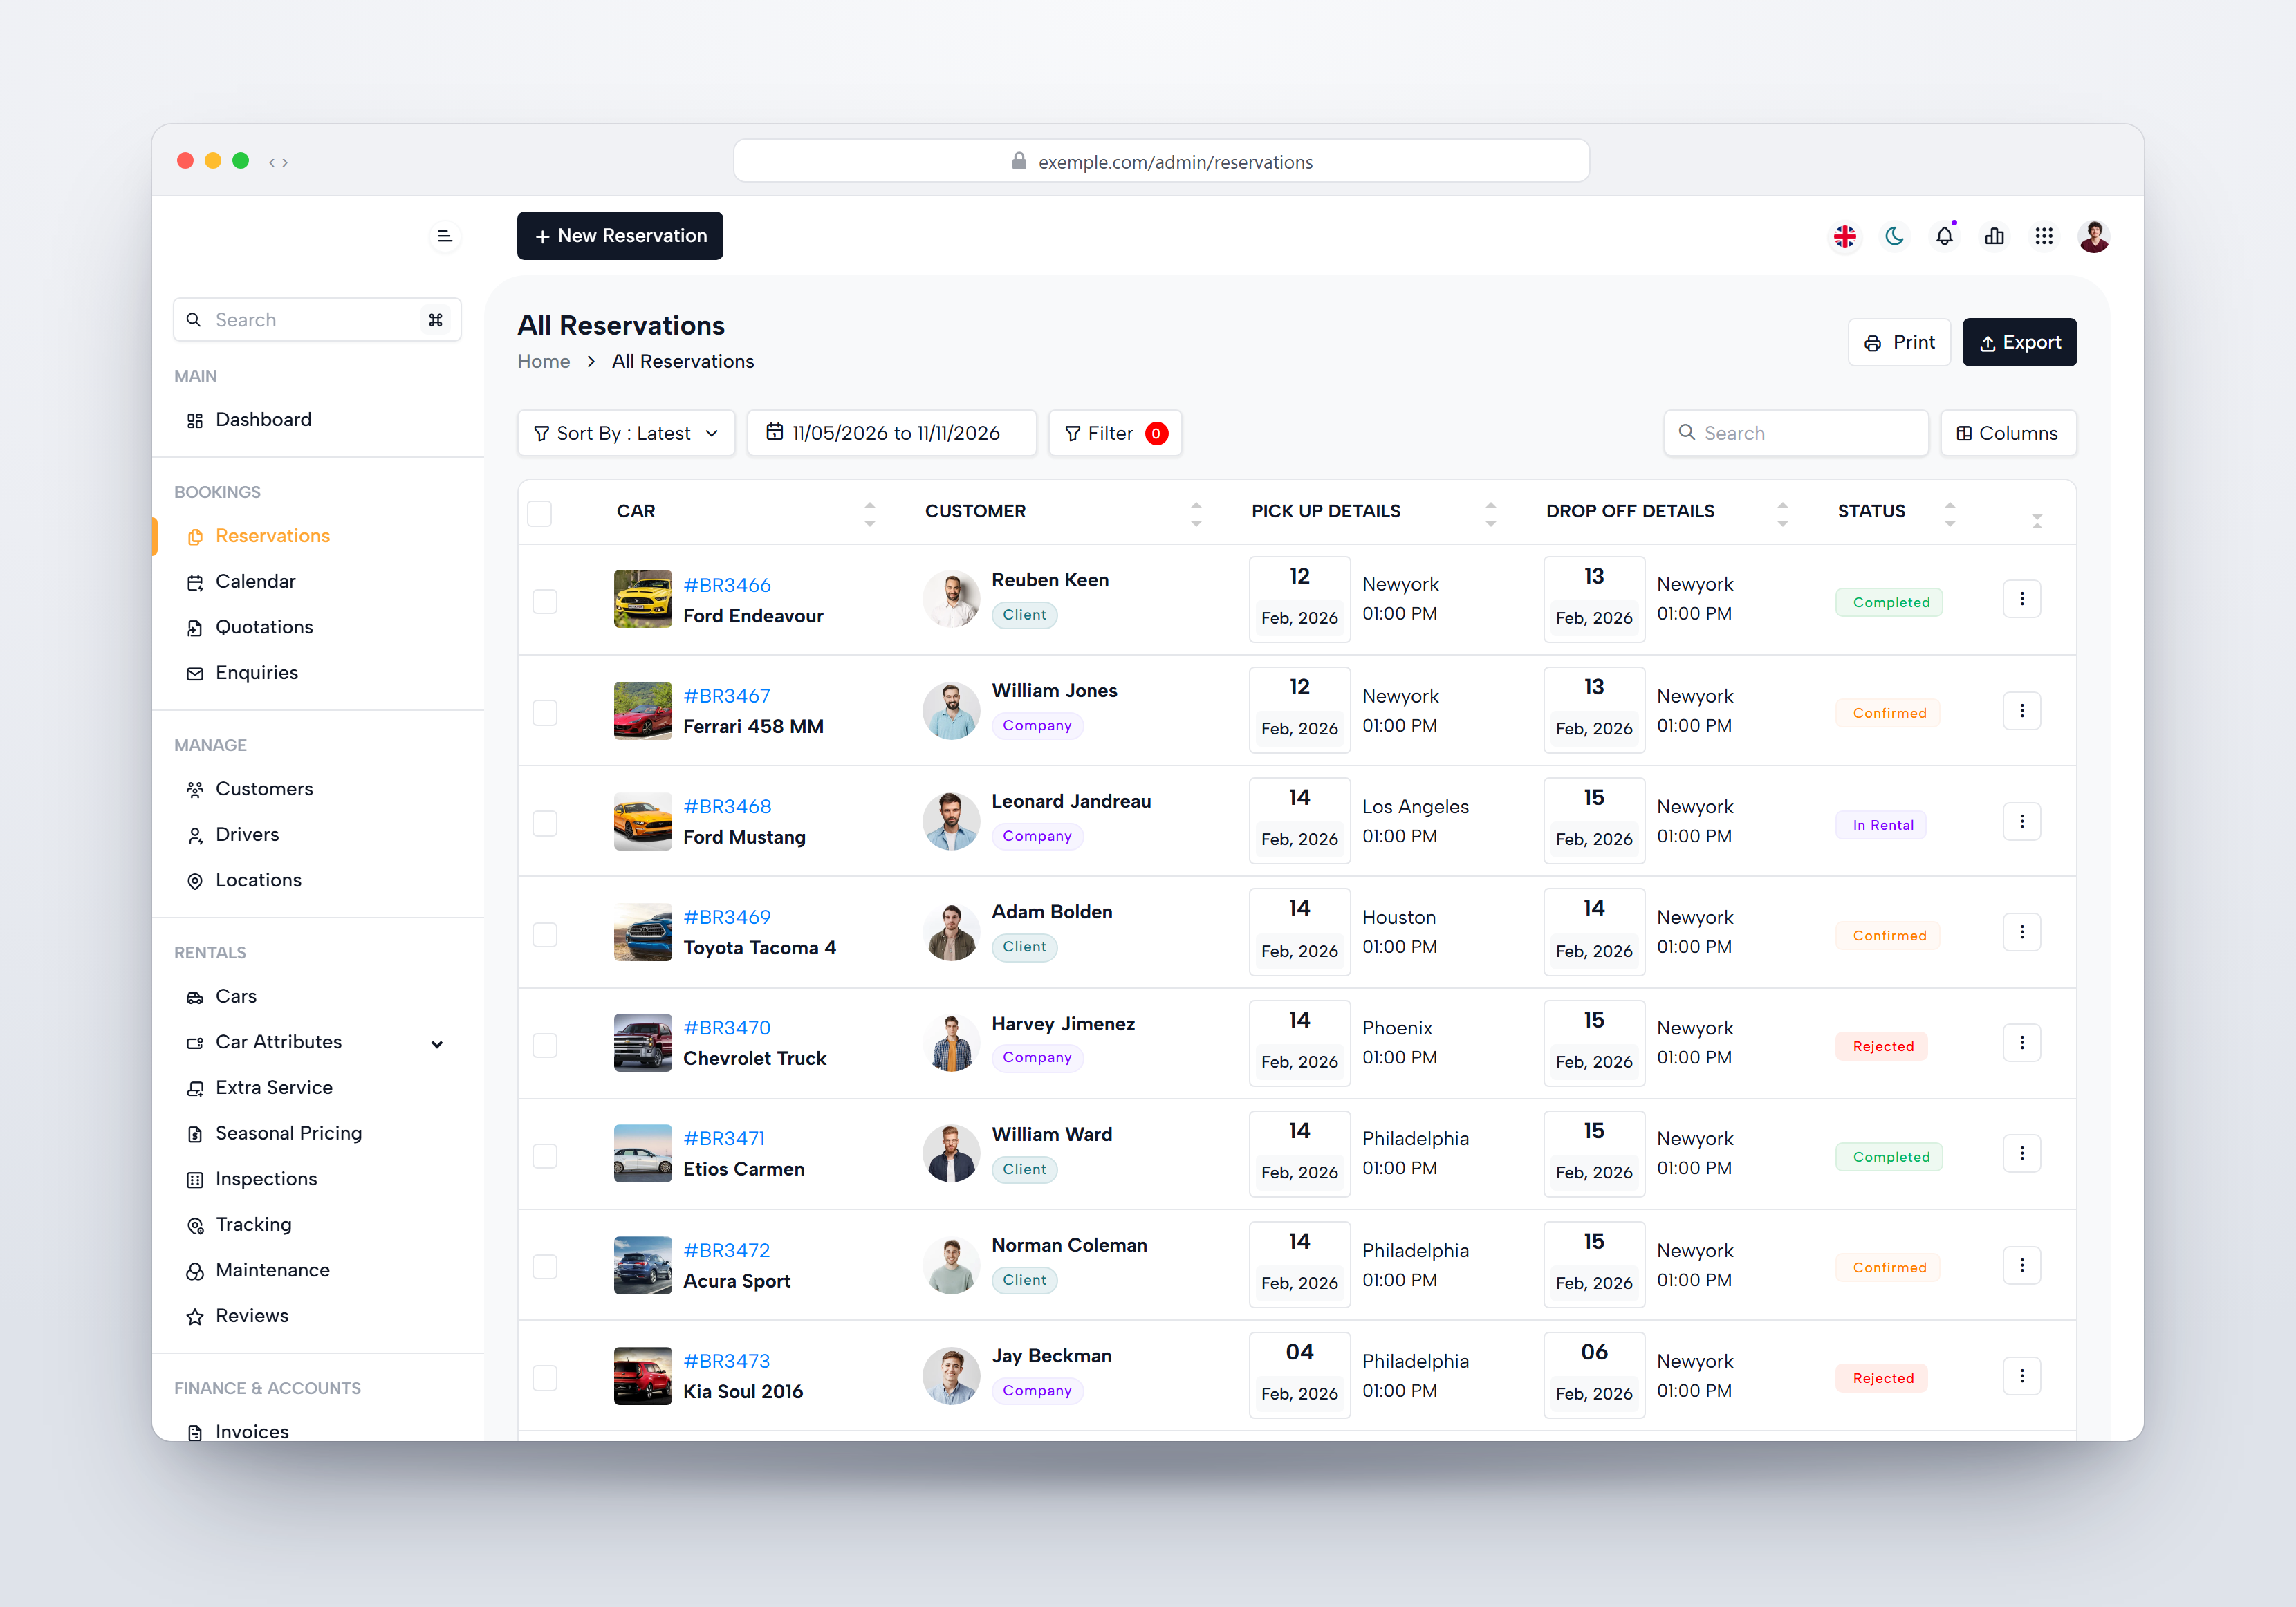 exemple.com/admin/reservations
+ New Reservation
Search
MAIN
Dashboard
BOOKINGS
Reservations
Calendar
Quotations
Enquiries
MANAGE
Customers
Drivers
Locations
RENTALS
Cars
Car Attributes
Extra Service
Seasonal Pricing
Inspections
Tracking
Maintenance
Reviews
FINANCE & ACCOUNTS
Invoices
All Reservations
Home > All Reservations
Print
Export
Sort By : Latest
11/05/2026 to 11/11/2026
Filter 0
Search
Columns
CAR CUSTOMER PICK UP DETAILS DROP OFF DETAILS STATUS
#BR3466
Ford Endeavour
Reuben Keen
Client
12
Feb, 2026
Newyork
01:00 PM
13
Feb, 2026
Newyork
01:00 PM
Completed
#BR3467
Ferrari 458 MM
William Jones
Company
12
Feb, 2026
Newyork
01:00 PM
13
Feb, 2026
Newyork
01:00 PM
Confirmed
#BR3468
Ford Mustang
Leonard Jandreau
Company
14
Feb, 2026
Los Angeles
01:00 PM
15
Feb, 2026
Newyork
01:00 PM
In Rental
#BR3469
Toyota Tacoma 4
Adam Bolden
Client
14
Feb, 2026
Houston
01:00 PM
14
Feb, 2026
Newyork
01:00 PM
Confirmed
#BR3470
Chevrolet Truck
Harvey Jimenez
Company
14
Feb, 2026
Phoenix
01:00 PM
15
Feb, 2026
Newyork
01:00 PM
Rejected
#BR3471
Etios Carmen
William Ward
Client
14
Feb, 2026
Philadelphia
01:00 PM
15
Feb, 2026
Newyork
01:00 PM
Completed
#BR3472
Acura Sport
Norman Coleman
Client
14
Feb, 2026
Philadelphia
01:00 PM
15
Feb, 2026
Newyork
01:00 PM
Confirmed
#BR3473
Kia Soul 2016
Jay Beckman
Company
04
Feb, 2026
Philadelphia
01:00 PM
06
Feb, 2026
Newyork
01:00 PM
Rejected